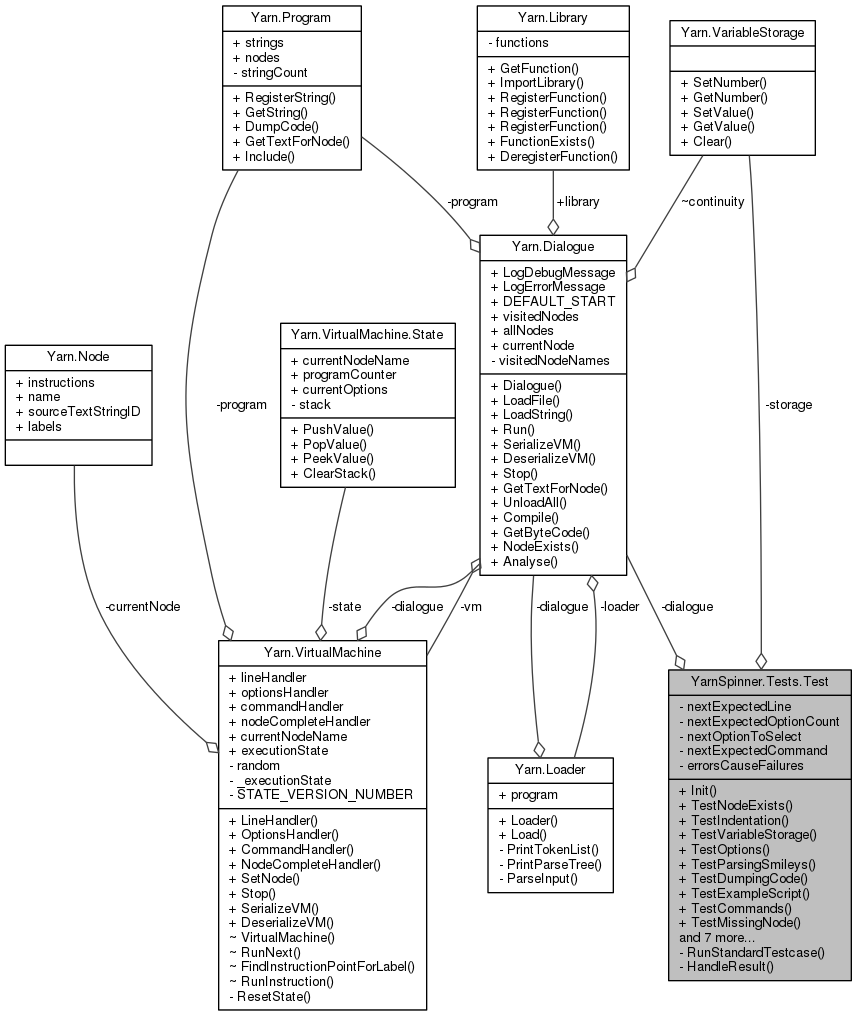 Yarn.Program
+ strings
+ nodes
- stringCount
+ RegisterString()
+ GetString()
+ DumpCode()
+ GetTextForNode()
+ Include()
Yarn.Library
- functions
+ GetFunction()
+ ImportLibrary()
+ RegisterFunction()
+ RegisterFunction()
+ RegisterFunction()
+ FunctionExists()
+ DeregisterFunction()
Yarn.VariableStorage
+ SetNumber()
+ GetNumber()
+ SetValue()
+ GetValue()
+ Clear()
-program
+library
~continuity
Yarn.Dialogue
+ LogDebugMessage
+ LogErrorMessage
+ DEFAULT_START
+ visitedNodes
+ allNodes
+ currentNode
- visitedNodeNames
+ Dialogue()
+ LoadFile()
+ LoadString()
+ Run()
+ SerializeVM()
+ DeserializeVM()
+ Stop()
+ GetTextForNode()
+ UnloadAll()
+ Compile()
+ GetByteCode()
+ NodeExists()
+ Analyse()
Yarn.VirtualMachine.State
+ currentNodeName
+ programCounter
+ currentOptions
- stack
+ PushValue()
+ PopValue()
+ PeekValue()
+ ClearStack()
Yarn.Node
+ instructions
+ name
+ sourceTextStringID
+ labels
-program
-storage
-currentNode
-state
-dialogue
-vm
-dialogue
-loader
-dialogue
Yarn.VirtualMachine
+ lineHandler
+ optionsHandler
+ commandHandler
+ nodeCompleteHandler
+ currentNodeName
+ executionState
- random
- _executionState
- STATE_VERSION_NUMBER
+ LineHandler()
+ OptionsHandler()
+ CommandHandler()
+ NodeCompleteHandler()
+ SetNode()
+ Stop()
+ SerializeVM()
+ DeserializeVM()
~ VirtualMachine()
~ RunNext()
~ FindInstructionPointForLabel()
~ RunInstruction()
- ResetState()
Yarn.Loader
+ program
+ Loader()
+ Load()
- PrintTokenList()
- PrintParseTree()
- ParseInput()
YarnSpinner.Tests.Test
- nextExpectedLine
- nextExpectedOptionCount
- nextOptionToSelect
- nextExpectedCommand
- errorsCauseFailures
+ Init()
+ TestNodeExists()
+ TestIndentation()
+ TestVariableStorage()
+ TestOptions()
+ TestParsingSmileys()
+ TestDumpingCode()
+ TestExampleScript()
+ TestCommands()
+ TestMissingNode()
and 7 more...
- RunStandardTestcase()
- HandleResult()